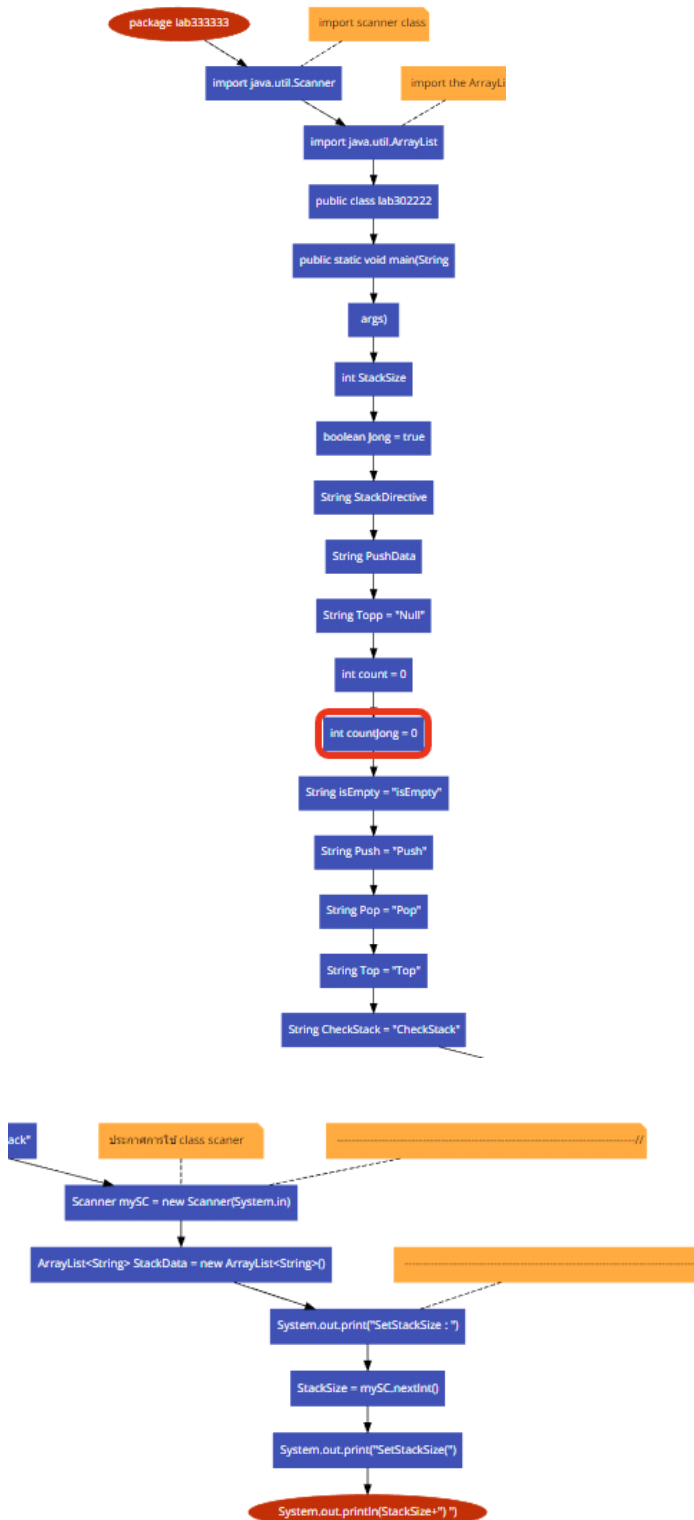 package lab333333
import scanner class
import java.util.Scanner
import the ArrayLi
import java.util.ArrayList
public class lab302222
public static void main(String
args)
int StackSize
boolean Jong = true
String StackDirective
String PushData
String Topp = "Null"
int count = 0
int countJong = 0
String isEmpty = "isEmpty"
String Push = "Push"
String Pop = "Pop"
String Top = "Top"
String CheckStack = "CheckStack"
ack"
ประกาศการใช้ class scaner
--------------------------------------------------------------------------------//
Scanner mySC = new Scanner(System.in)
ArrayList<String> StackData = new ArrayList<String>()
--------------------------------------------------------------------------------
System.out.print("SetStackSize : ")
StackSize = mySC.nextInt()
System.out.print("SetStackSize(")
System.out.println(StackSize+") ")